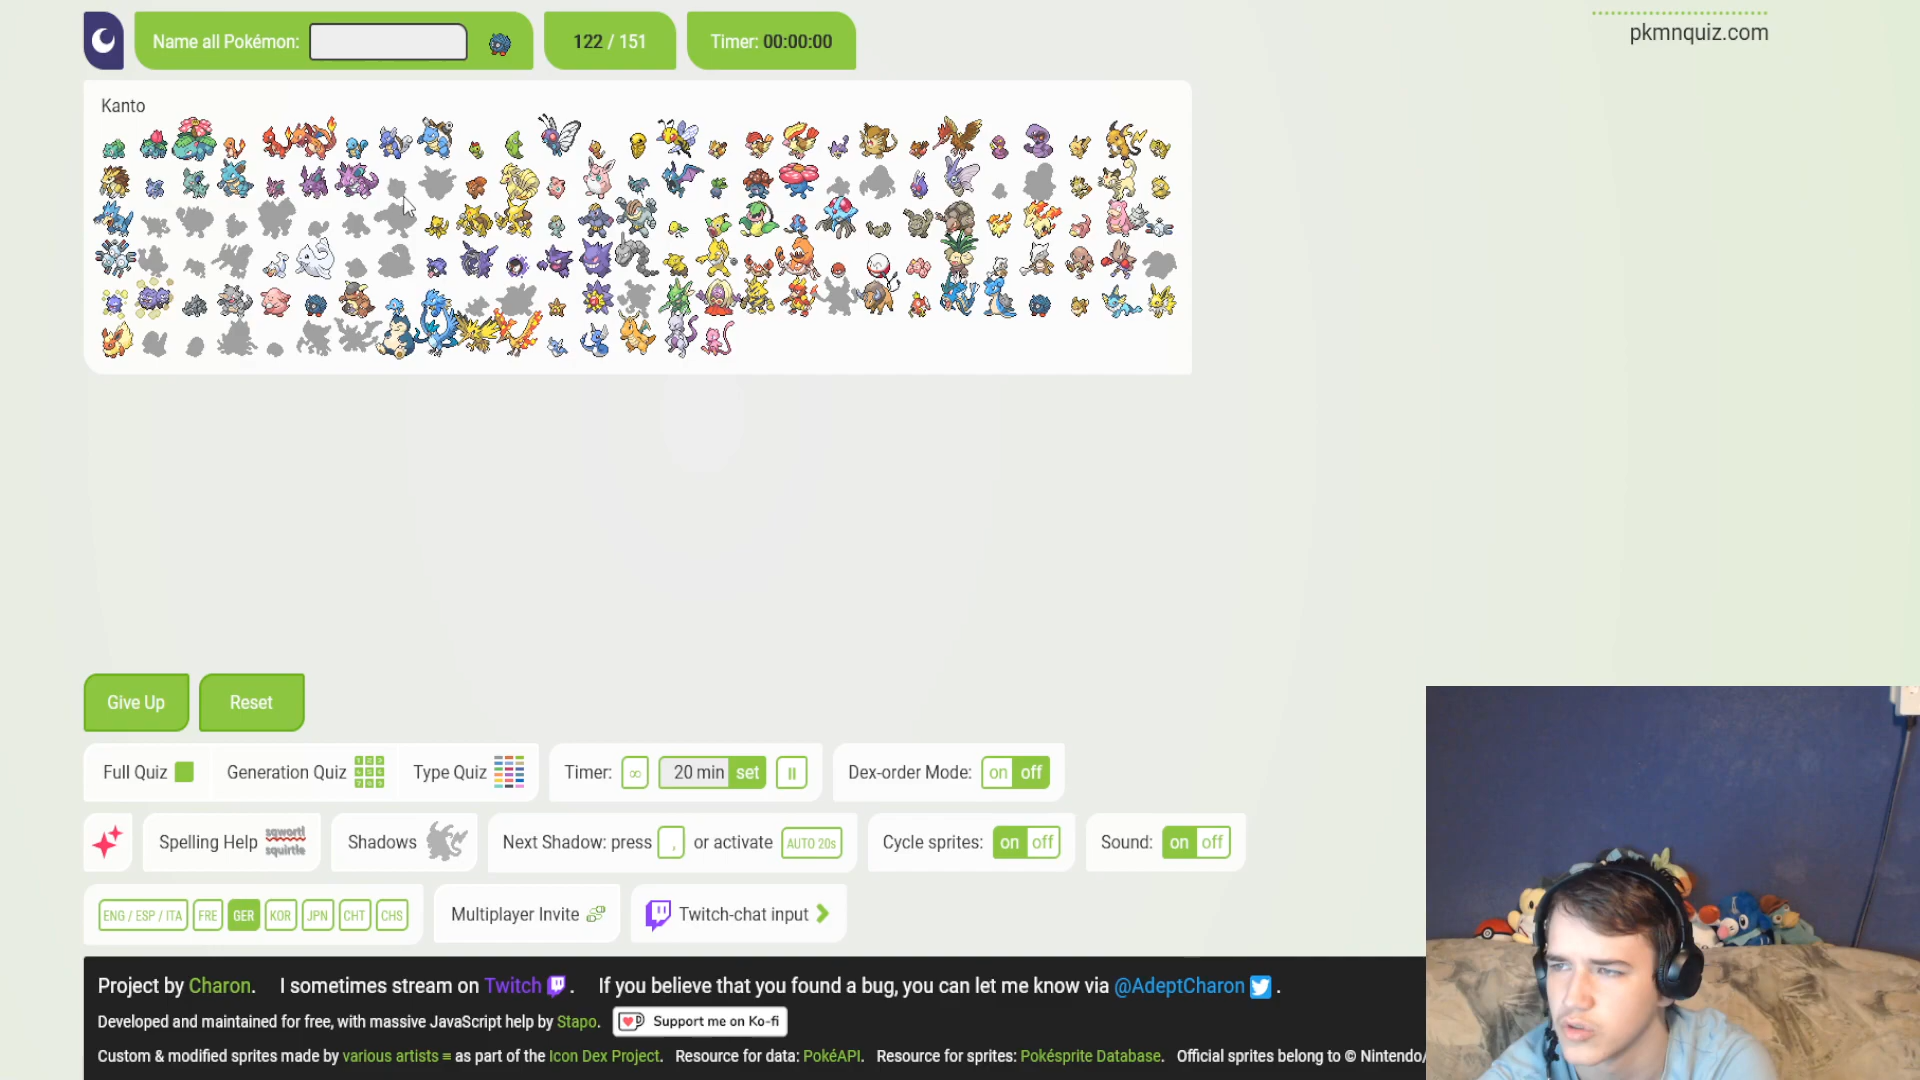 Name all Pokémon:
122 / 151
Timer: 00:00:00
pkmnquiz.com
Kanto
Give Up
Reset
Full Quiz
Generation Quiz
Type Quiz
Timer: ∞ 20 min set
Dex-order Mode: on off
Spelling Help sqwortl squirtle
Shadows
Next Shadow: press , or activate AUTO 20s
Cycle sprites: on off
Sound: on off
ENG / ESP / ITA FRE GER KOR JPN CHT CHS
Multiplayer Invite
Twitch-chat input
Project by Charon. I sometimes stream on Twitch. If you believe that you found a bug, you can let me know via @AdeptCharon.
Developed and maintained for free, with massive JavaScript help by Stapo. Support me on Ko-fi
Custom & modified sprites made by various artists ≡ as part of the Icon Dex Project. Resource for data: PokéAPI. Resource for sprites: Pokésprite Database. Official sprites belong to © Nintendo/